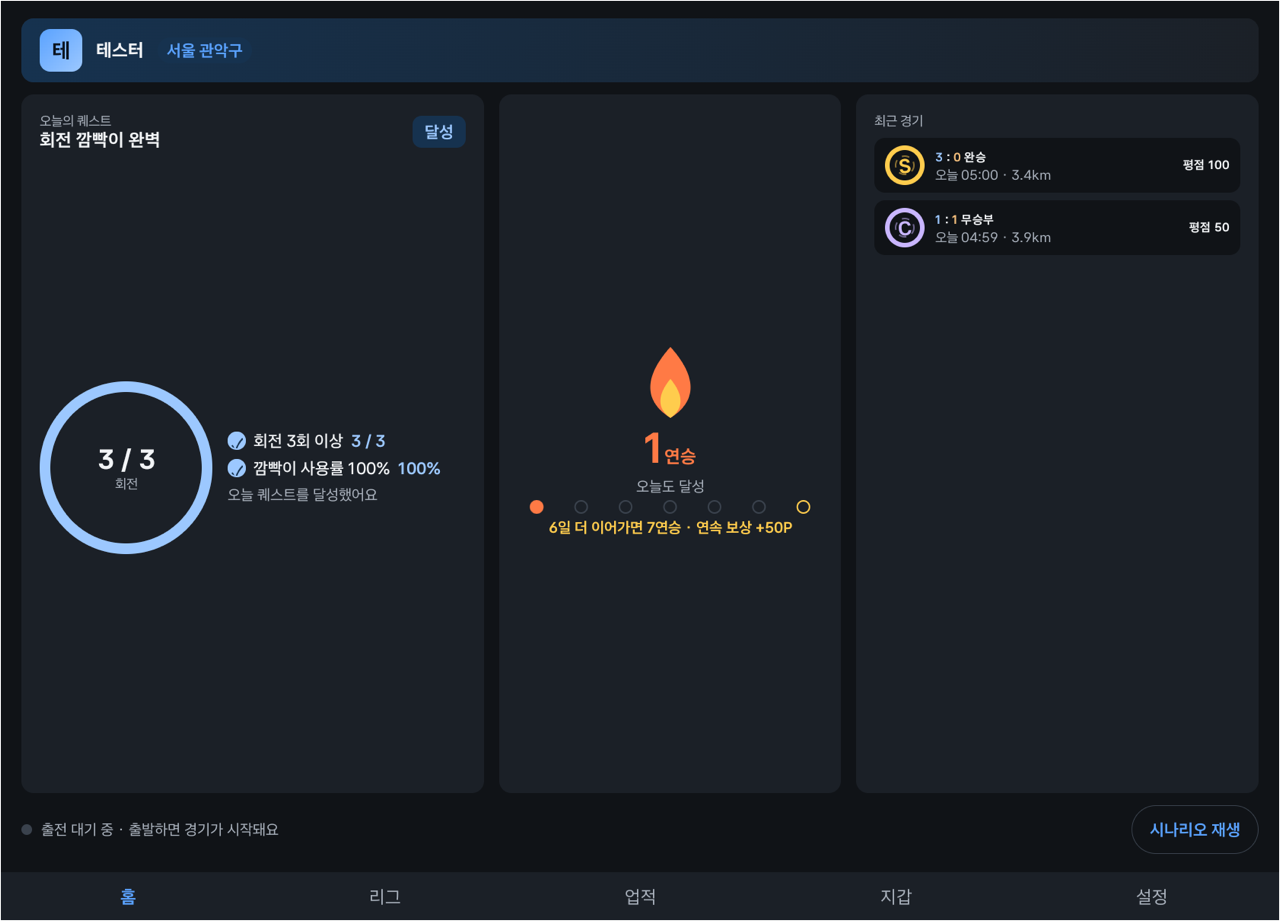 테 테스터 서울 관악구
오늘의 퀘스트
회전 깜빡이 완벽
달성
3 / 3
회전
회전 3회 이상 3 / 3
깜빡이 사용률 100% 100%
오늘 퀘스트를 달성했어요
1연승
오늘도 달성
6일 더 이어가면 7연승 · 연속 보상 +50P
최근 경기
S
3 : 0 완승
오늘 05:00 · 3.4km
평점 100
C
1 : 1 무승부
오늘 04:59 · 3.9km
평점 50
출전 대기 중 · 출발하면 경기가 시작돼요
시나리오 재생
홈 리그 업적 지갑 설정